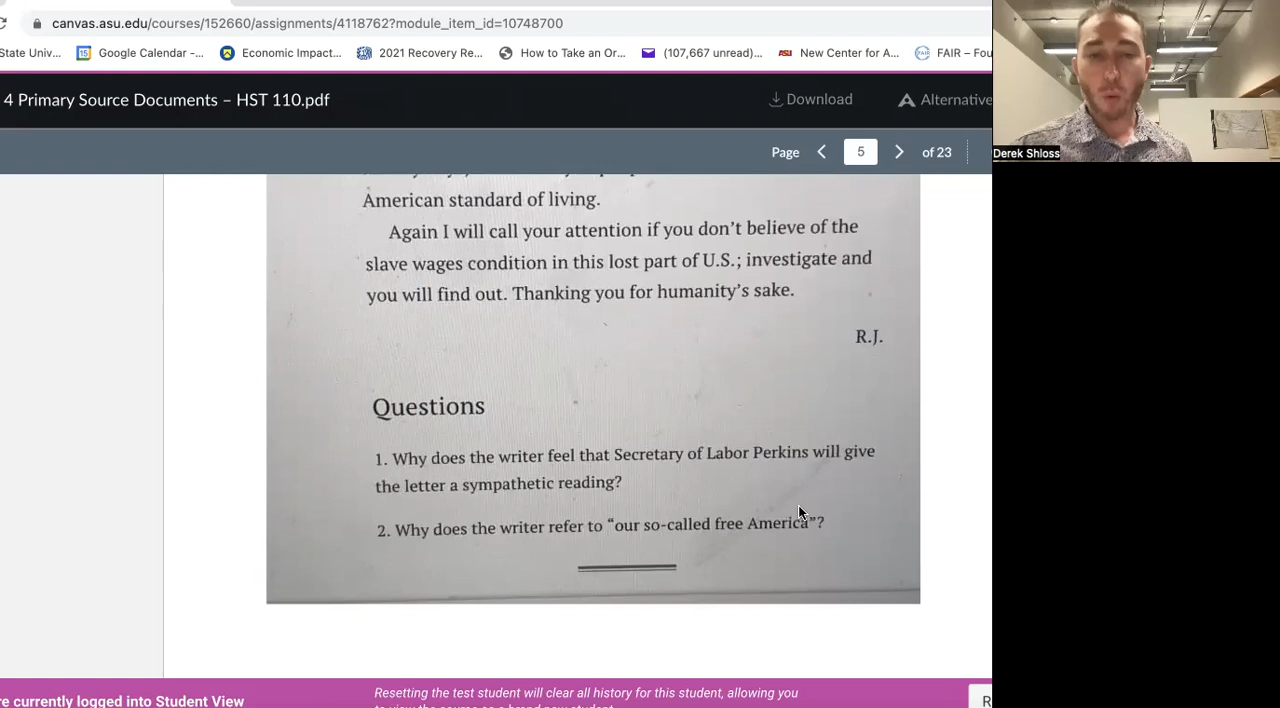 canvas.asu.edu/courses/152660/assignments/4118762?module_item_id=10748700
State Univ... 15 Google Calendar -... Economic Impact... 2021 Recovery Re... How to Take an Or... (107,667 unread)... ASU New Center for A... FAIR FAIR – Fou
4 Primary Source Documents – HST 110.pdf Download Alternative
Derek Shloss
Page 5 of 23
American standard of living.
Again I will call your attention if you don't believe of the
slave wages condition in this lost part of U.S.; investigate and
you will find out. Thanking you for humanity's sake.
R.J.
Questions
1. Why does the writer feel that Secretary of Labor Perkins will give
the letter a sympathetic reading?
2. Why does the writer refer to “our so-called free America”?
re currently logged into Student View
Resetting the test student will clear all history for this student, allowing you
R